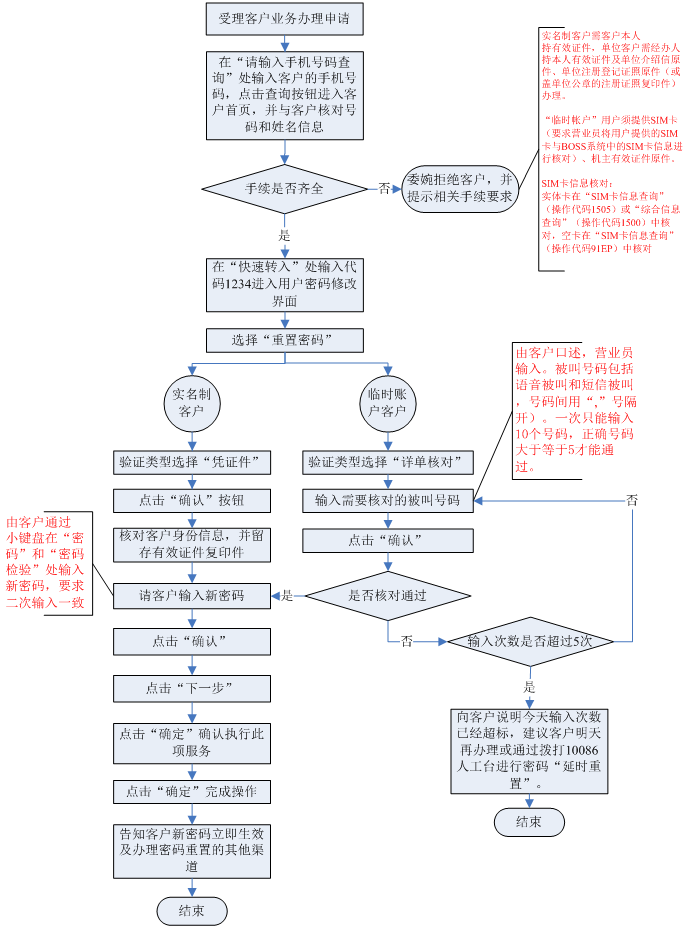 受理客户业务办理申请
在“请输入手机号码查
询”处输入客户的手机号
码，点击查询按钮进入客
户首页，并与客户核对号
码和姓名信息
实名制客户需客户本人
持有效证件，单位客户需经办人
持本人有效证件及单位介绍信原
件、单位注册登记证照原件（或
盖单位公章的注册证照复印件）
办理。
“临时帐户”用户须提供SIM卡
（要求营业员将用户提供的SIM
卡与BOSS系统中的SIM卡信息进
行核对）、机主有效证件原件．
SIM卡信息核对：
实体卡在“SIM卡信息查询”
（操作代码1505）或“综合信息
查询”（操作代码1500）中核
对，空卡在“SIM卡信息查询”
（操作代码91EP）中核对
手续是否齐全
否
委婉拒绝客户，并
提示相关手续要求
是
在“快速转入”处输入代
码1234进入用户密码修改
界面
选择“重置密码”
实名制
客户
临时账
户客户
由客户口述，营业员
输入。被叫号码包括
语音被叫和短信被叫
，号码间用“,”号隔
开）。一次只能输入
10个号码，正确号码
大于等于5才能通
过。
验证类型选择“凭证件”
验证类型选择“详单核对”
点击“确认”按钮
输入需要核对的被叫号码
否
由客户通过
小键盘在“密
码”和“密码
检验”处输入
新密码，要求
二次输入一致
核对客户身份信息，并留
存有效证件复印件
点击“确认”
请客户输入新密码
是
是否核对通过
点击“确认”
否
输入次数是否超过5次
点击“下一步”
是
点击“确定”确认执行此
项服务
向客户说明今天输入次数
已经超标，建议客户明天
再办理或通过拨打10086
人工台进行密码“延时重
置”。
点击“确定”完成操作
结束
告知客户新密码立即生效
及办理密码重置的其他渠
道
结束